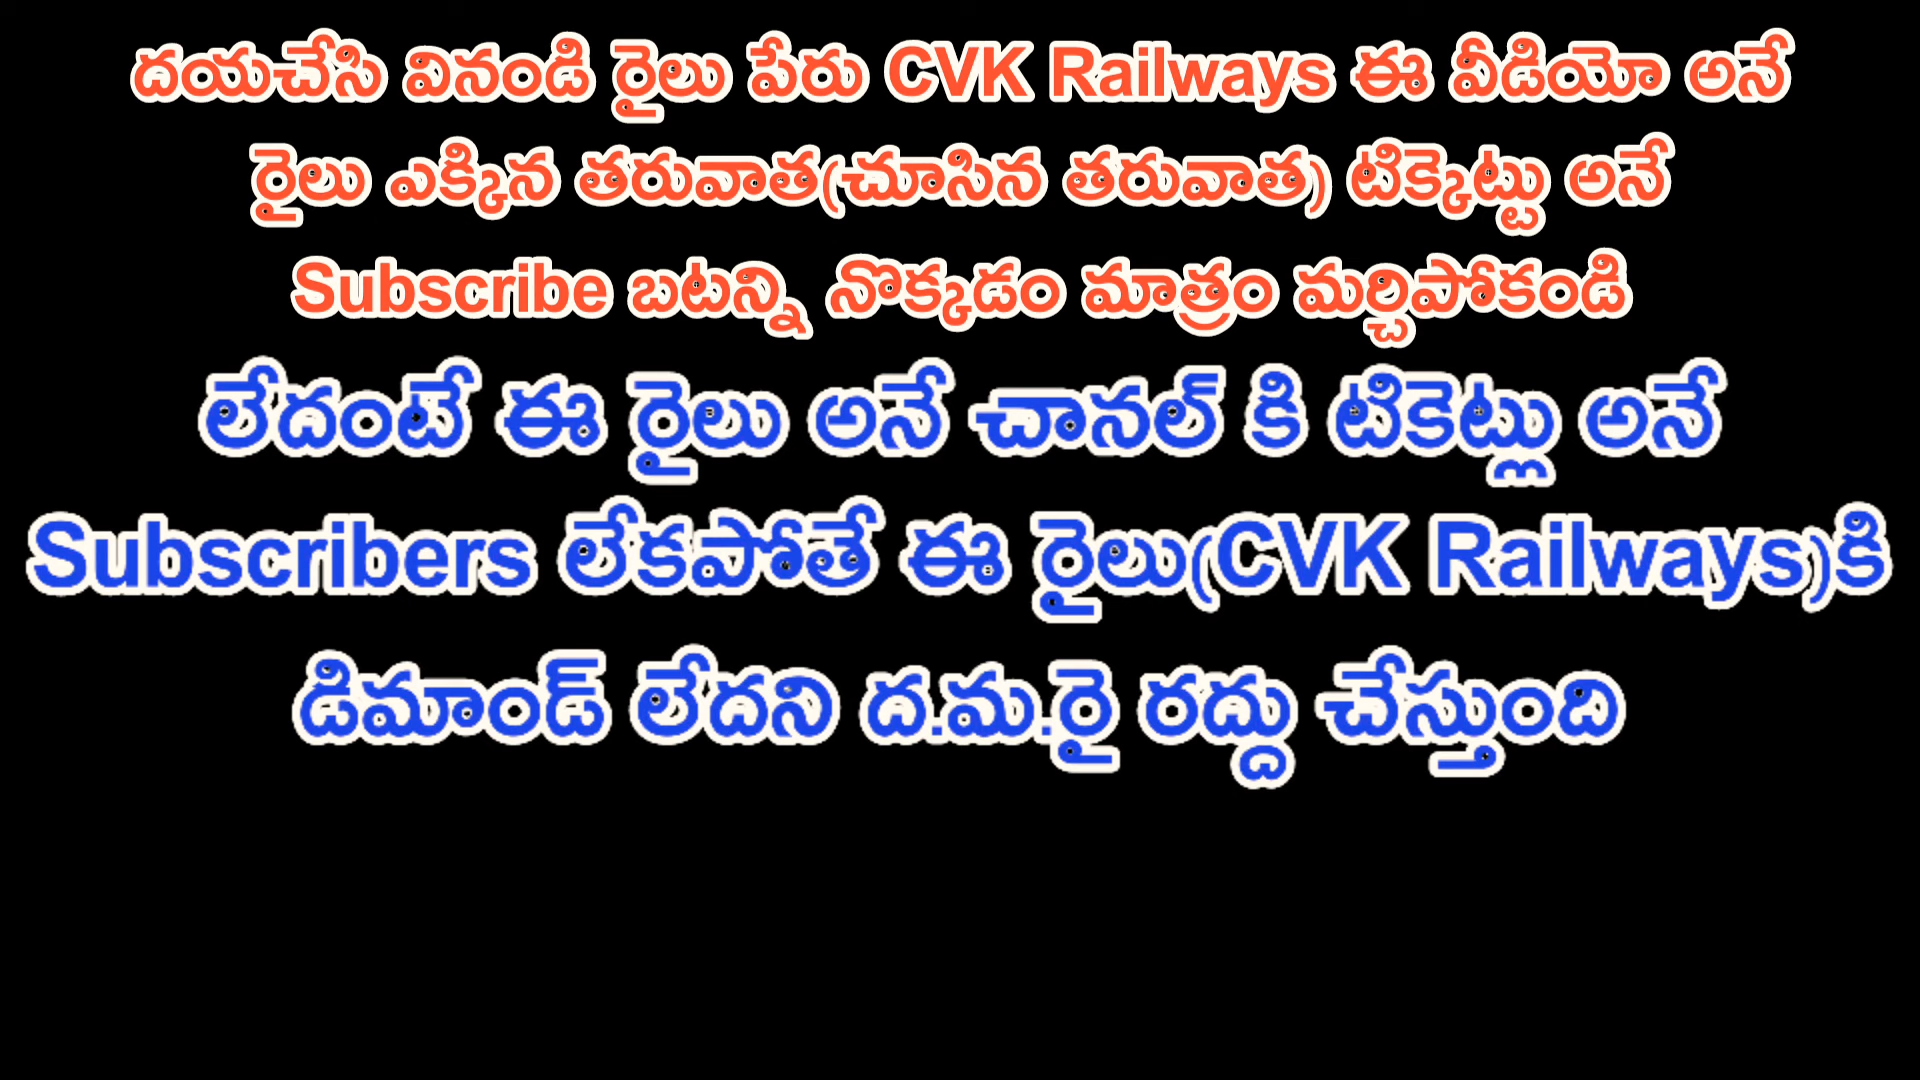 దయచేసి వినండి రైలు పేరు CVK Railways ఈ వీడియో అనే
రైలు ఎక్కిన తరువాత(చూసిన తరువాత) టిక్కెట్టు అనే
Subscribe బటన్ని నొక్కడం మాత్రం మర్చిపోకండి
లేదంటే ఈ రైలు అనే చానల్ కి టికెట్లు అనే
Subscribers లేకపోతే ఈ రైలు(CVK Railways)కి
డిమాండ్ లేదని ద.మ.రై రద్దు చేస్తుంది